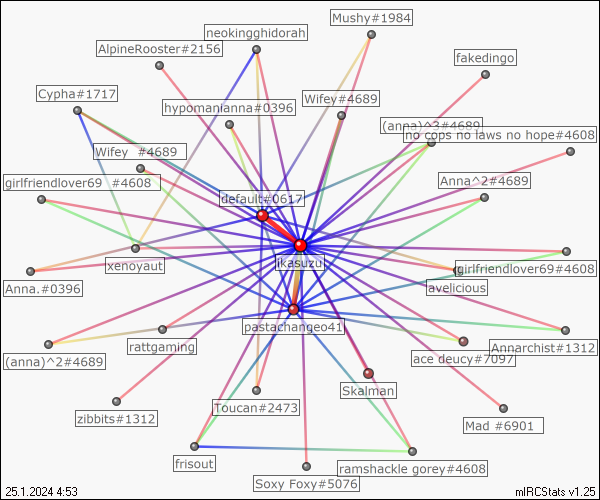 Mushy#1984
neokingghidorah
AlpineRooster#2156
fakedingo
Cypha#1717
Wifey#4689
hypomanianna#0396
(anna)^3#4689
no cops no laws no hope#4608
Wifey #4689
girlfriendlover69 #4608
Anna^2#4689
default#0617
ikasuzu
xenoyaut
girlfriendlover69#4608
Anna.#0396
avelicious
pastachangeo41
rattgaming
Annarchist#1312
(anna)^2#4689
ace deucy#7097
Skalman
Toucan#2473
zibbits#1312
Mad #6901
frisout
ramshackle gorey#4608
Soxy Foxy#5076
25.1.2024 4:53
mIRCStats v1.25